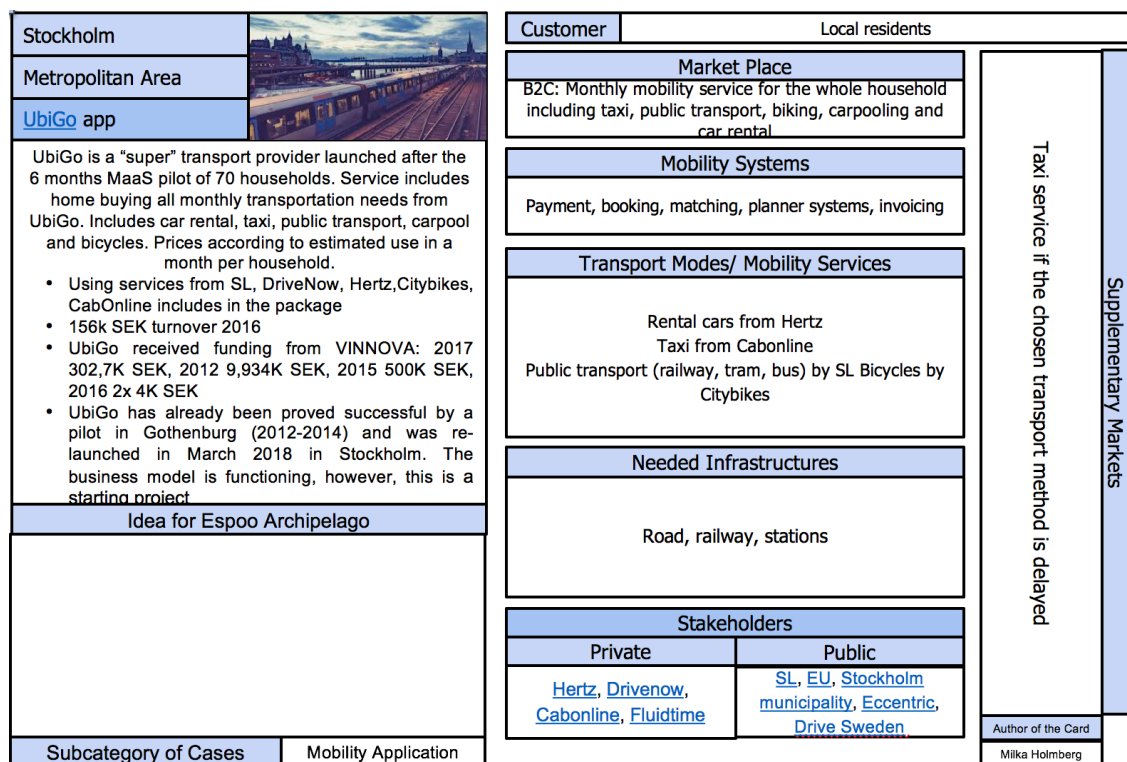 Stockholm
Metropolitan Area
UbiGo app
UbiGo is a “super” transport provider launched after the
6 months MaaS pilot of 70 households. Service includes
home buying all monthly transportation needs from
UbiGo. Includes car rental, taxi, public transport, carpool
and bicycles. Prices according to estimated use in a
month per household.
• Using services from SL, DriveNow, Hertz,Citybikes,
CabOnline includes in the package
• 156k SEK turnover 2016
• UbiGo received funding from VINNOVA: 2017
302,7K SEK, 2012 9,934K SEK, 2015 500K SEK,
2016 2x 4K SEK
• UbiGo has already been proved successful by a
pilot in Gothenburg (2012-2014) and was re-
launched in March 2018 in Stockholm. The
business model is functioning, however, this is a
starting project
Idea for Espoo Archipelago
Subcategory of Cases
Mobility Application
Customer
Local residents
Market Place
B2C: Monthly mobility service for the whole household
including taxi, public transport, biking, carpooling and
car rental
Mobility Systems
Payment, booking, matching, planner systems, invoicing
Transport Modes/ Mobility Services
Rental cars from Hertz
Taxi from Cabonline
Public transport (railway, tram, bus) by SL Bicycles by
Citybikes
Needed Infrastructures
Road, railway, stations
Stakeholders
Private
Hertz, Drivenow,
Cabonline, Fluidtime
Public
SL, EU, Stockholm
municipality, Eccentric,
Drive Sweden
Taxi service if the chosen transport method is delayed
Supplementary Markets
Author of the Card
Milka Holmberg